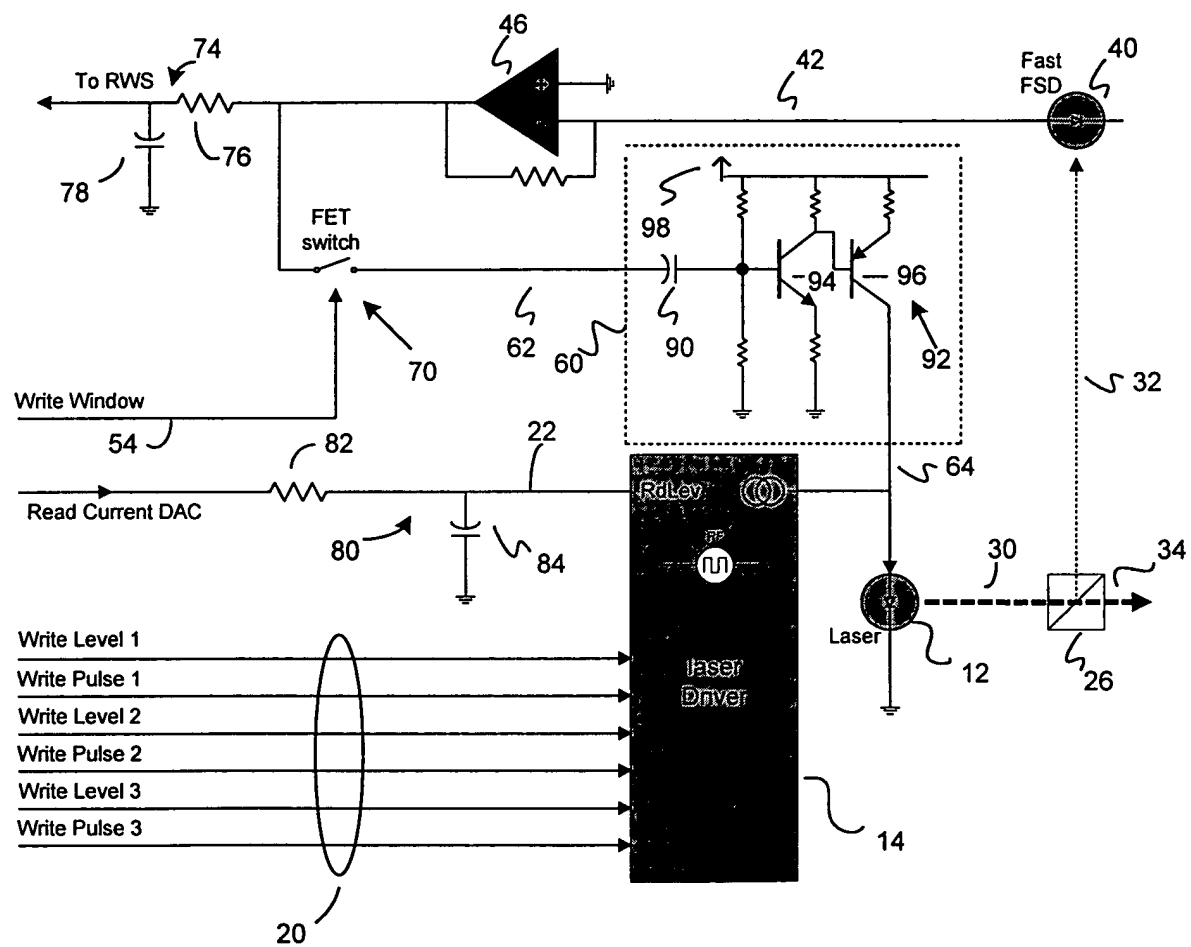 46
40
74
To RWS
Fast
FSD
42
76
78
98
FET
switch
94
96
62
60
90
92
70
32
Write Window
54
82
22
64
RdLev
Read Current DAC
80
84
RF
30
34
Laser
12
26
Write Level 1
laser
Driver
Write Pulse 1
Write Level 2
Write Pulse 2
Write Level 3
Write Pulse 3
14
20